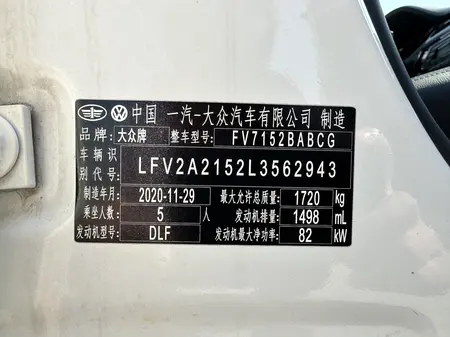 中国 一汽-大众汽车有限公司 制造
品牌: 大众牌 整车型号: FV7152BABCG
车辆识别代号: LFV2A2152L3562943
制造年月: 2020-11-29 最大允许总质量: 1720 kg
乘坐人数: 5 人 发动机排量: 1498 mL
发动机型号: DLF 发动机最大净功率: 82 kW